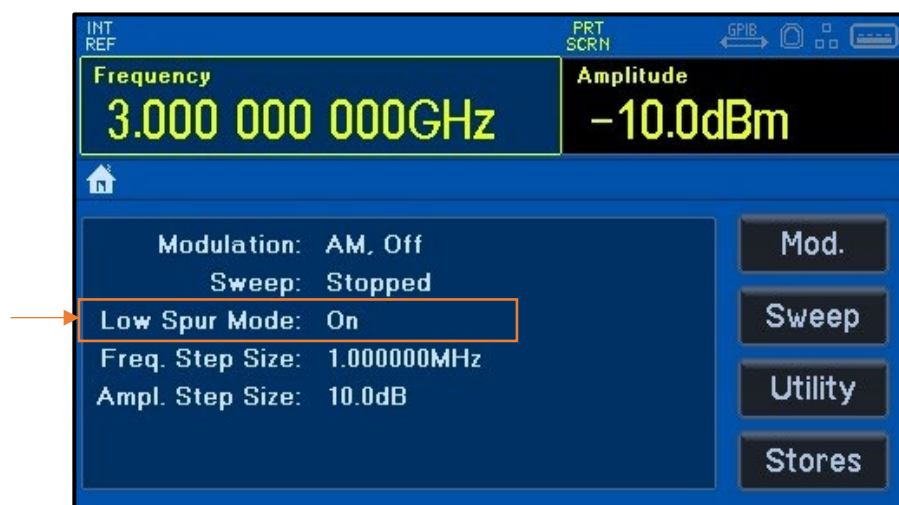 INT
REF
PRT
SCRN
GPIB
Frequency
3.000 000 000GHz
Amplitude
-10.0dBm
Modulation: AM, Off
Sweep: Stopped
Low Spur Mode: On
Freq. Step Size: 1.000000MHz
Ampl. Step Size: 10.0dB
Mod.
Sweep
Utility
Stores